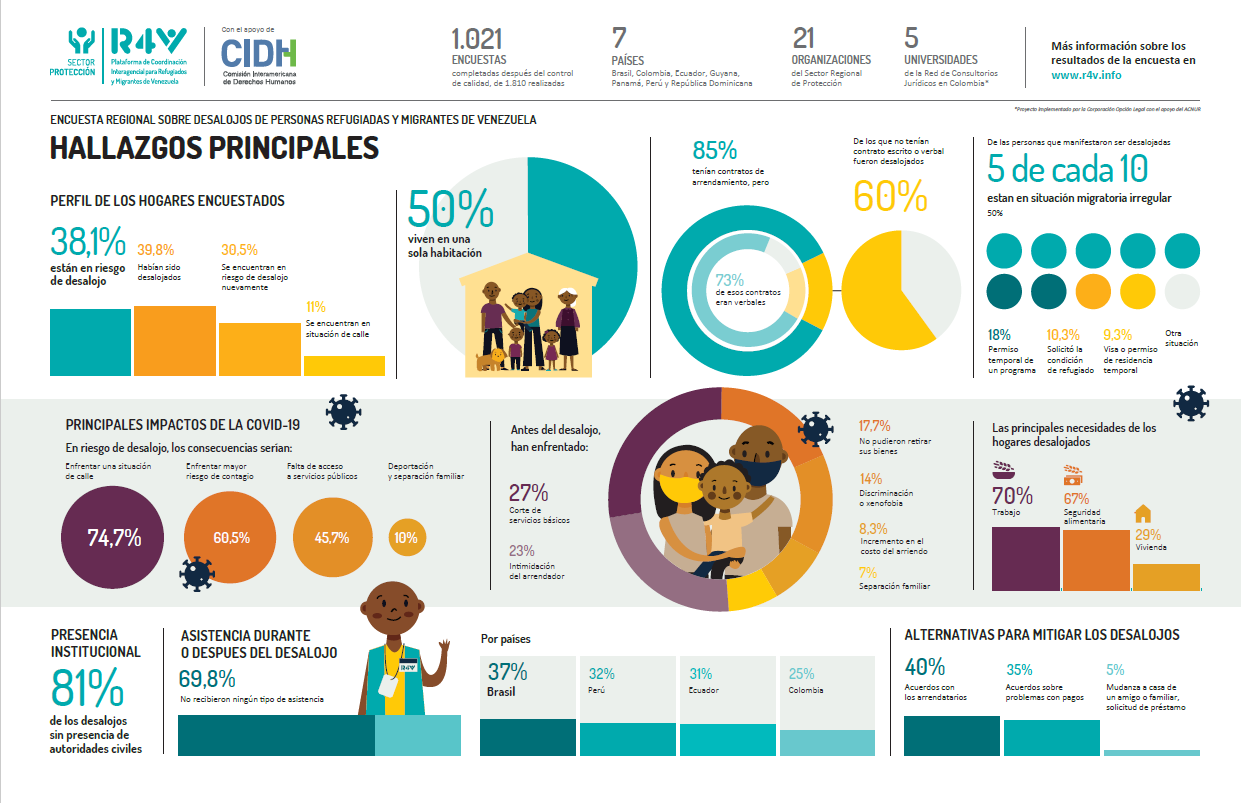 SECTOR
PROTECCIÓN
R4V
Plataforma de Coordinación
Interagencial para Refugiados
y Migrantes de Venezuela
Con el apoyo de
CIDH
Comisión Interamericana
de Derechos Humanos
1.021
ENCUESTAS
completadas después del control
de calidad, de 1.810 realizadas
7
PAÍSES
Brasil, Colombia, Ecuador, Guyana,
Panamá, Perú y República Dominicana
21
ORGANIZACIONES
del Sector Regional
de Protección
5
UNIVERSIDADES
de la Red de Consultorios
Jurídicos en Colombia*
Más información sobre los
resultados de la encuesta en
www.r4v.info
*Proyecto implementado por la Corporación Opción Legal con el apoyo del ACNUR
ENCUESTA REGIONAL SOBRE DESALOJOS DE PERSONAS REFUGIADAS Y MIGRANTES DE VENEZUELA
HALLAZGOS PRINCIPALES
PERFIL DE LOS HOGARES ENCUESTADOS
38,1%
están en riesgo
de desalojo
39,8%
Habían sido
desalojados
30,5%
Se encuentran en
riesgo de desalojo
nuevamente
11%
Se encuentran en
situación de calle
50%
viven en una
sola habitación
85%
tenían contratos de
arrendamiento, pero
73%
de esos contratos
eran verbales
De los que no tenían
contrato escrito o verbal
fueron desalojados
60%
De las personas que manifestaron ser desalojadas
5 de cada 10
estan en situación migratoria irregular
50%
18%
Permiso
temporal de
un programa
10,3%
Solicitó la
condición
de refugiado
9,3%
Visa o permiso
de residencia
temporal
Otra
situación
PRINCIPALES IMPACTOS DE LA COVID-19
En riesgo de desalojo, los consecuencias serian:
Enfrentar una situación
de calle
74,7%
Enfrentar mayor
riesgo de contagio
60,5%
Falta de acceso
a servicios públicos
45,7%
Deportación
y separación familiar
10%
Antes del desalojo,
han enfrentado:
27%
Corte de
servicios básicos
23%
Intimidación
del arrendador
17,7%
No pudieron retirar
sus bienes
14%
Discriminación
o xenofobia
8,3%
Incremento en el
costo del arriendo
7%
Separación familiar
Las principales necesidades de los
hogares desalojados
70%
Trabajo
67%
Seguridad
alimentaria
29%
Vivienda
PRESENCIA
INSTITUCIONAL
81%
de los desalojos
sin presencia de
autoridades civiles
ASISTENCIA DURANTE
O DESPUES DEL DESALOJO
69,8%
No recibieron ningún tipo de asistencia
R4V
Por países
37%
Brasil
32%
Perú
31%
Ecuador
25%
Colombia
ALTERNATIVAS PARA MITIGAR LOS DESALOJOS
40%
Acuerdos con
los arrendatarios
35%
Acuerdos sobre
problemas con pagos
5%
Mudanza a casa de
un amigo o familiar,
solicitud de préstamo